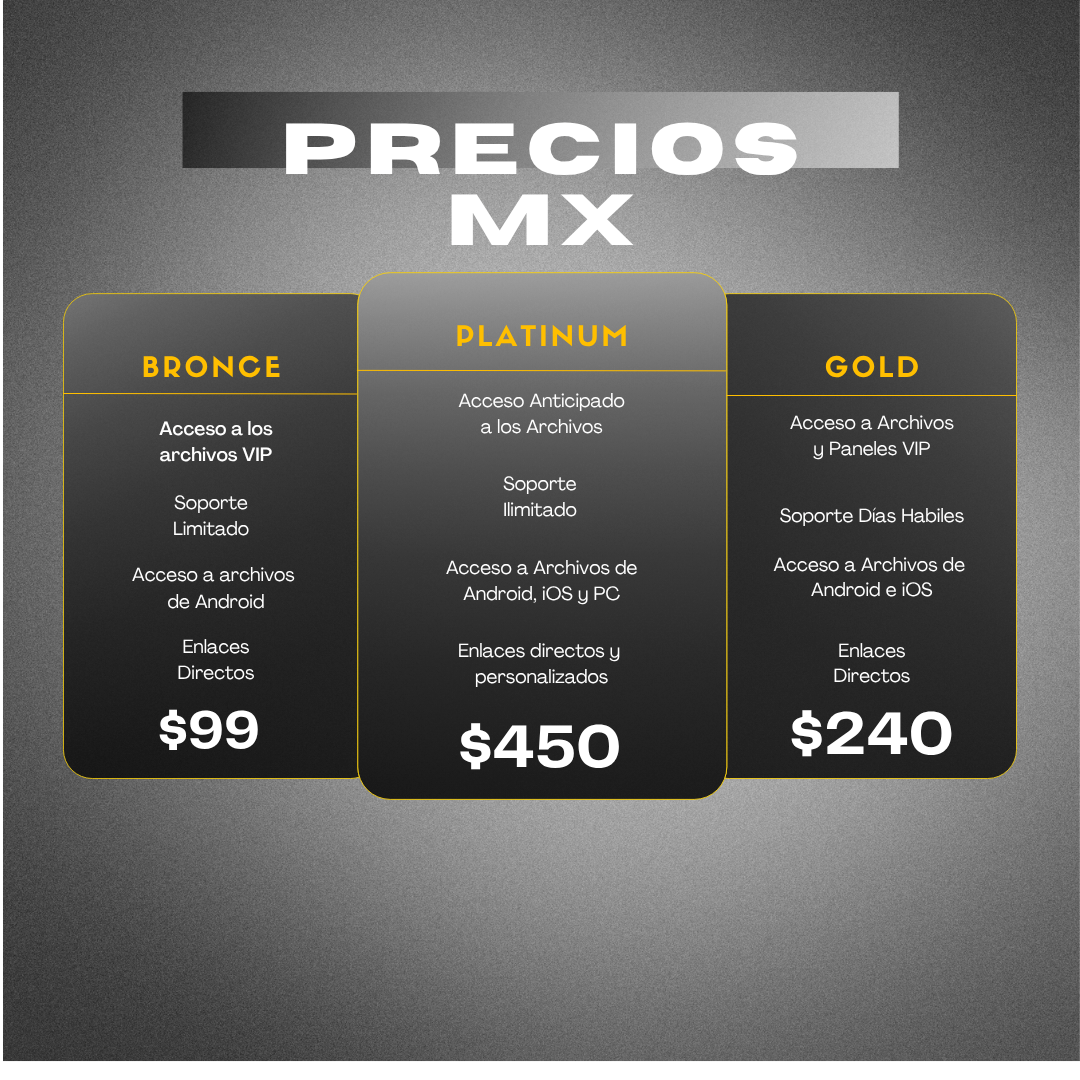 PRECIOS
MX
BRONCE
Acceso a los
archivos VIP
Soporte
Limitado
Acceso a archivos
de Android
Enlaces
Directos
$99
PLATINUM
Acceso Anticipado
a los Archivos
Soporte
Ilimitado
Acceso a Archivos de
Android, iOS y PC
Enlaces directos y
personalizados
$450
GOLD
Acceso a Archivos
y Paneles VIP
Soporte Días Habiles
Acceso a Archivos de
Android e iOS
Enlaces
Directos
$240